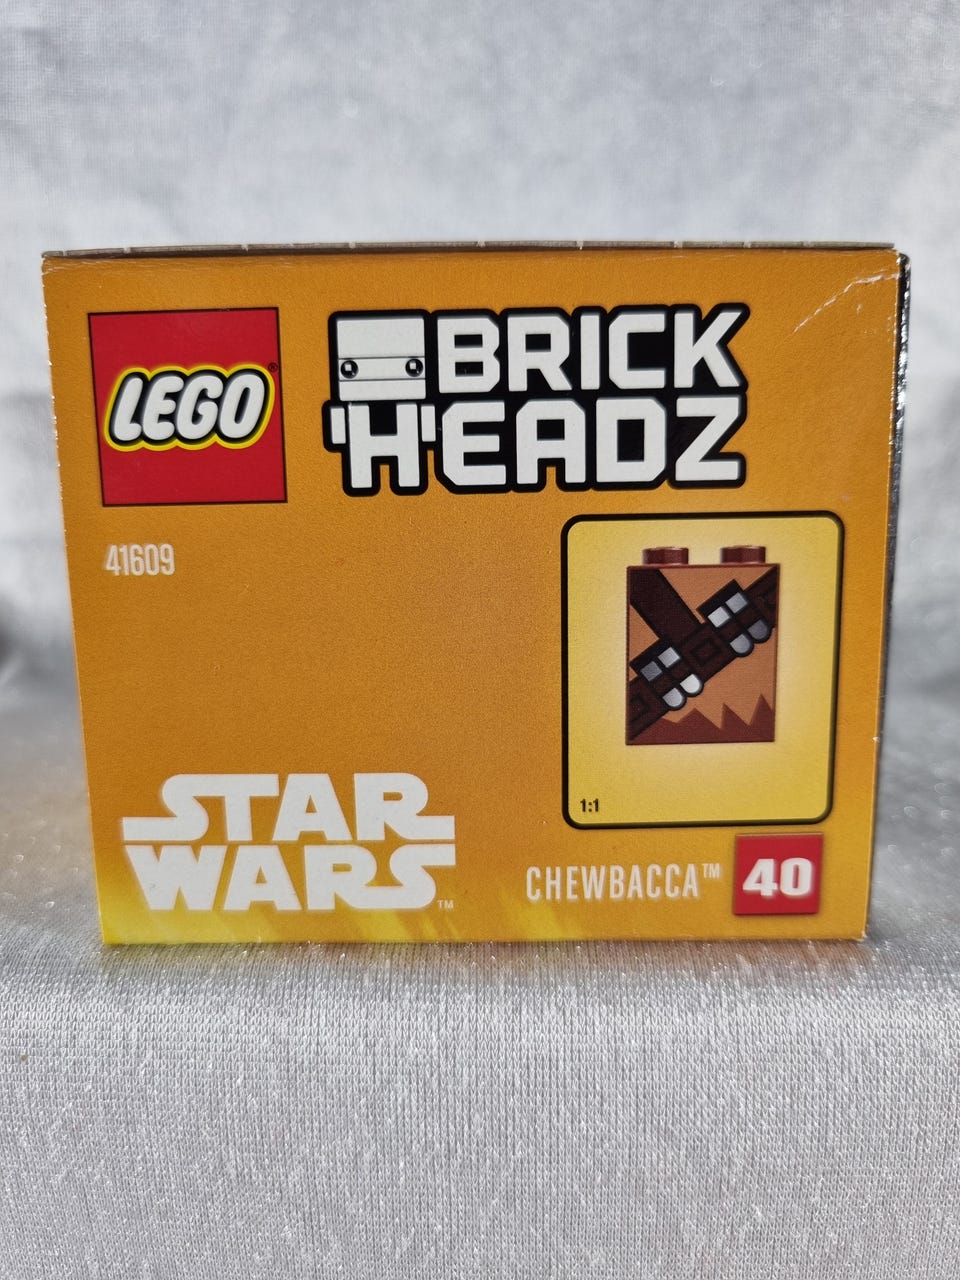 LEGO®
BRICK
HEADZ
41609
1:1
STAR
WARS™
CHEWBACCA™ 40